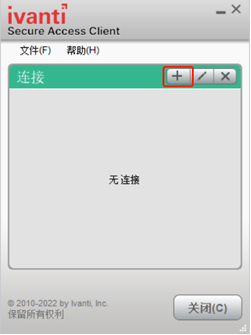 ivanti
Secure Access Client
文件(F) 帮助(H)
连接
无 连接
© 2010-2022 by Ivanti, Inc.
保留所有权利
关闭(C)